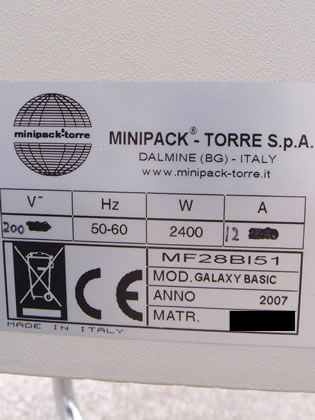 minipack-torre
MINIPACK® - TORRE S.p.A.
DALMINE (BG) - ITALY
www.minipack-torre.it
V~ Hz W A
200 50-60 2400 12
MF28BI51
MOD. GALAXY BASIC
CE
ANNO 2007
MATR.
MADE IN ITALY